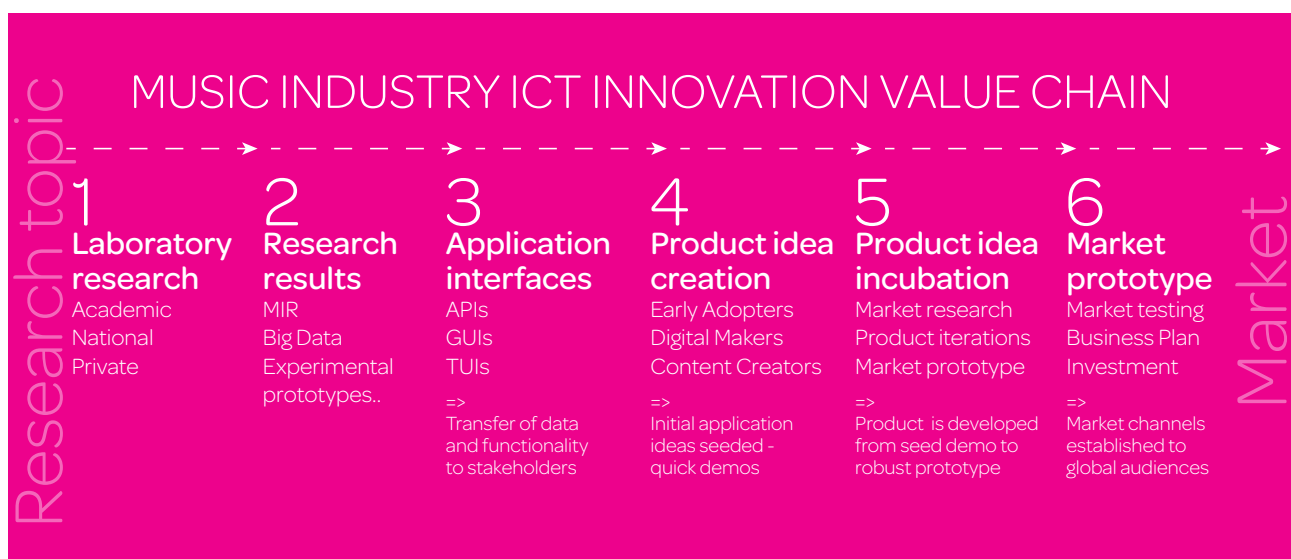 MUSIC INDUSTRY ICT INNOVATION VALUE CHAIN
Research topic
1
Laboratory
research
Academic
National
Private
2
Research
results
MIR
Big Data
Experimental
prototypes..
3
Application
interfaces
APIs
GUIs
TUIs
=>
Transfer of data
and functionality
to stakeholders
4
Product idea
creation
Early Adopters
Digital Makers
Content Creators
=>
Initial application
ideas seeded -
quick demos
5
Product idea
incubation
Market research
Product iterations
Market prototype
=>
Product is developed
from seed demo to
robust prototype
6
Market
prototype
Market testing
Business Plan
Investment
=>
Market channels
established to
global audiences
Market